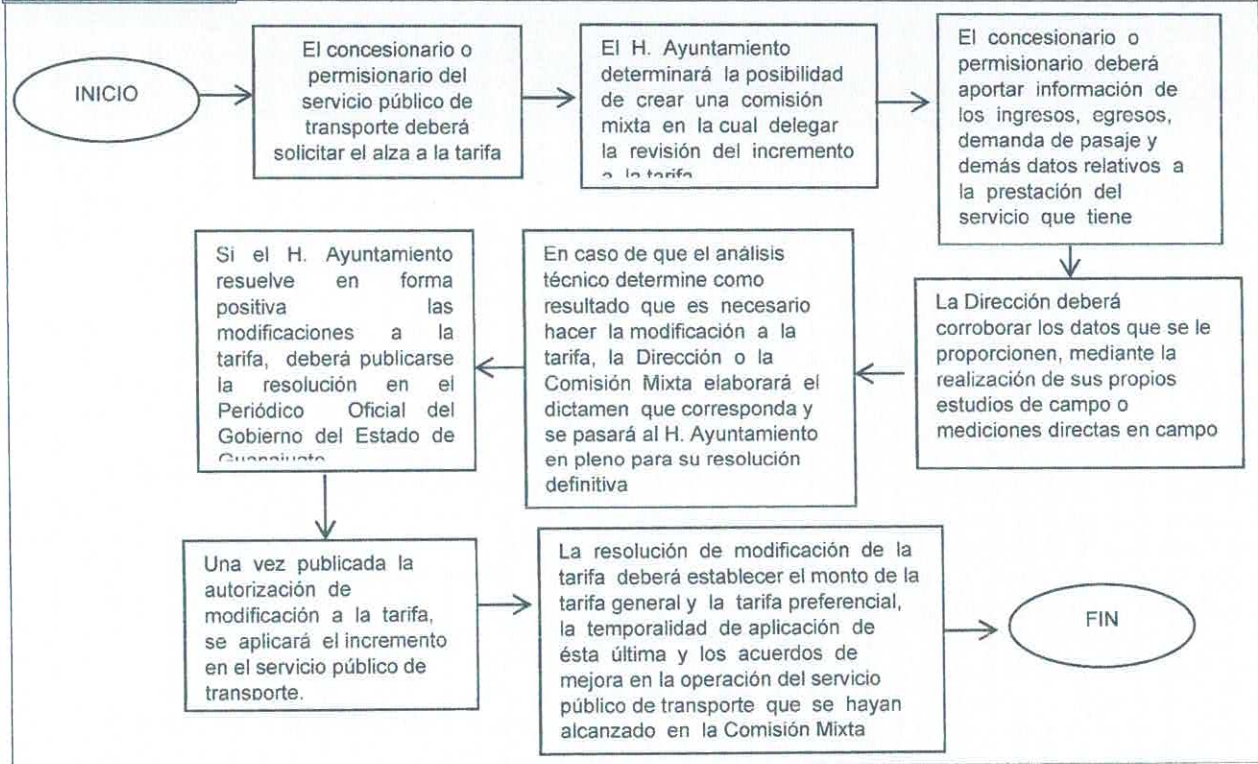 INICIO
El concesionario o
permisionario del
servicio público de
transporte deberá
solicitar el alza a la tarifa
El H. Ayuntamiento
determinará la posibilidad
de crear una comisión
mixta en la cual delegar
la revisión del incremento
a la tarifa
El concesionario o
permisionario deberá
aportar información de
los ingresos, egresos,
demanda de pasaje y
demás datos relativos a
la prestación del
servicio que tiene
La Dirección deberá
corroborar los datos que se le
proporcionen, mediante la
realización de sus propios
estudios de campo o
mediciones directas en campo
En caso de que el análisis
técnico determine como
resultado que es necesario
hacer la modificación a la
tarifa, la Dirección o la
Comisión Mixta elaborará el
dictamen que corresponda y
se pasará al H. Ayuntamiento
en pleno para su resolución
definitiva
Si el H. Ayuntamiento
resuelve en forma
positiva las
modificaciones a la
tarifa, deberá publicarse
la resolución en el
Periódico Oficial del
Gobierno del Estado de
Guanajuato
Una vez publicada la
autorización de
modificación a la tarifa,
se aplicará el incremento
en el servicio público de
transporte.
La resolución de modificación de la
tarifa deberá establecer el monto de la
tarifa general y la tarifa preferencial,
la temporalidad de aplicación de
ésta última y los acuerdos de
mejora en la operación del servicio
público de transporte que se hayan
alcanzado en la Comisión Mixta
FIN